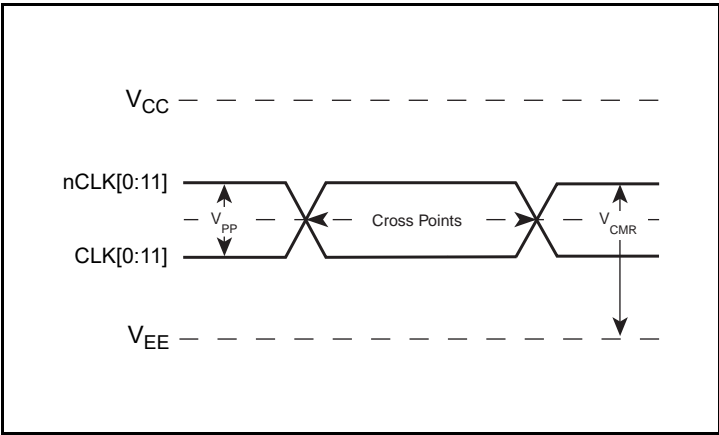 VCC
nCLK[0:11]
VPP
Cross Points
VCMR
CLK[0:11]
VEE